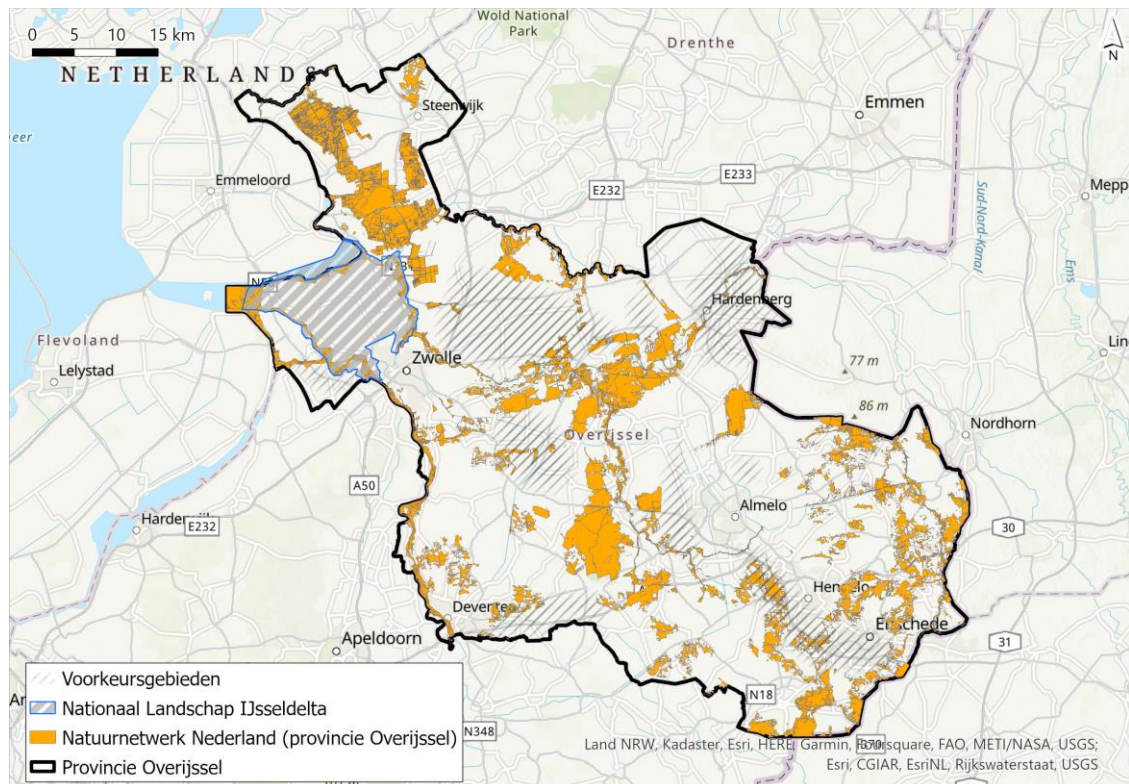 Wold National
Park
0 5 10 15 km
Drenthe
N
NETHERLANDS
Steenwijk
Emmen
Emmeloord
E233
E232
Mepp
Sud-Nord-Kanal
Ems
Hardenberg
Flevoland
Lelystad
Zwolle
77 m
Lin
86 m
Nordhorn
Overijssel
A50
Almelo
E232
30
Deventer
Enschede
31
Apeldoorn
N18
N348
Voorkeursgebieden
Nationaal Landschap IJsseldelta
Natuurnetwerk Nederland (provincie Overijssel)
Provincie Overijssel
Land NRW, Kadaster, Esri, HERE, Garmin, Foursquare, FAO, METI/NASA, USGS;
Esri, CGIAR, EsriNL, Rijkswaterstaat, USGS